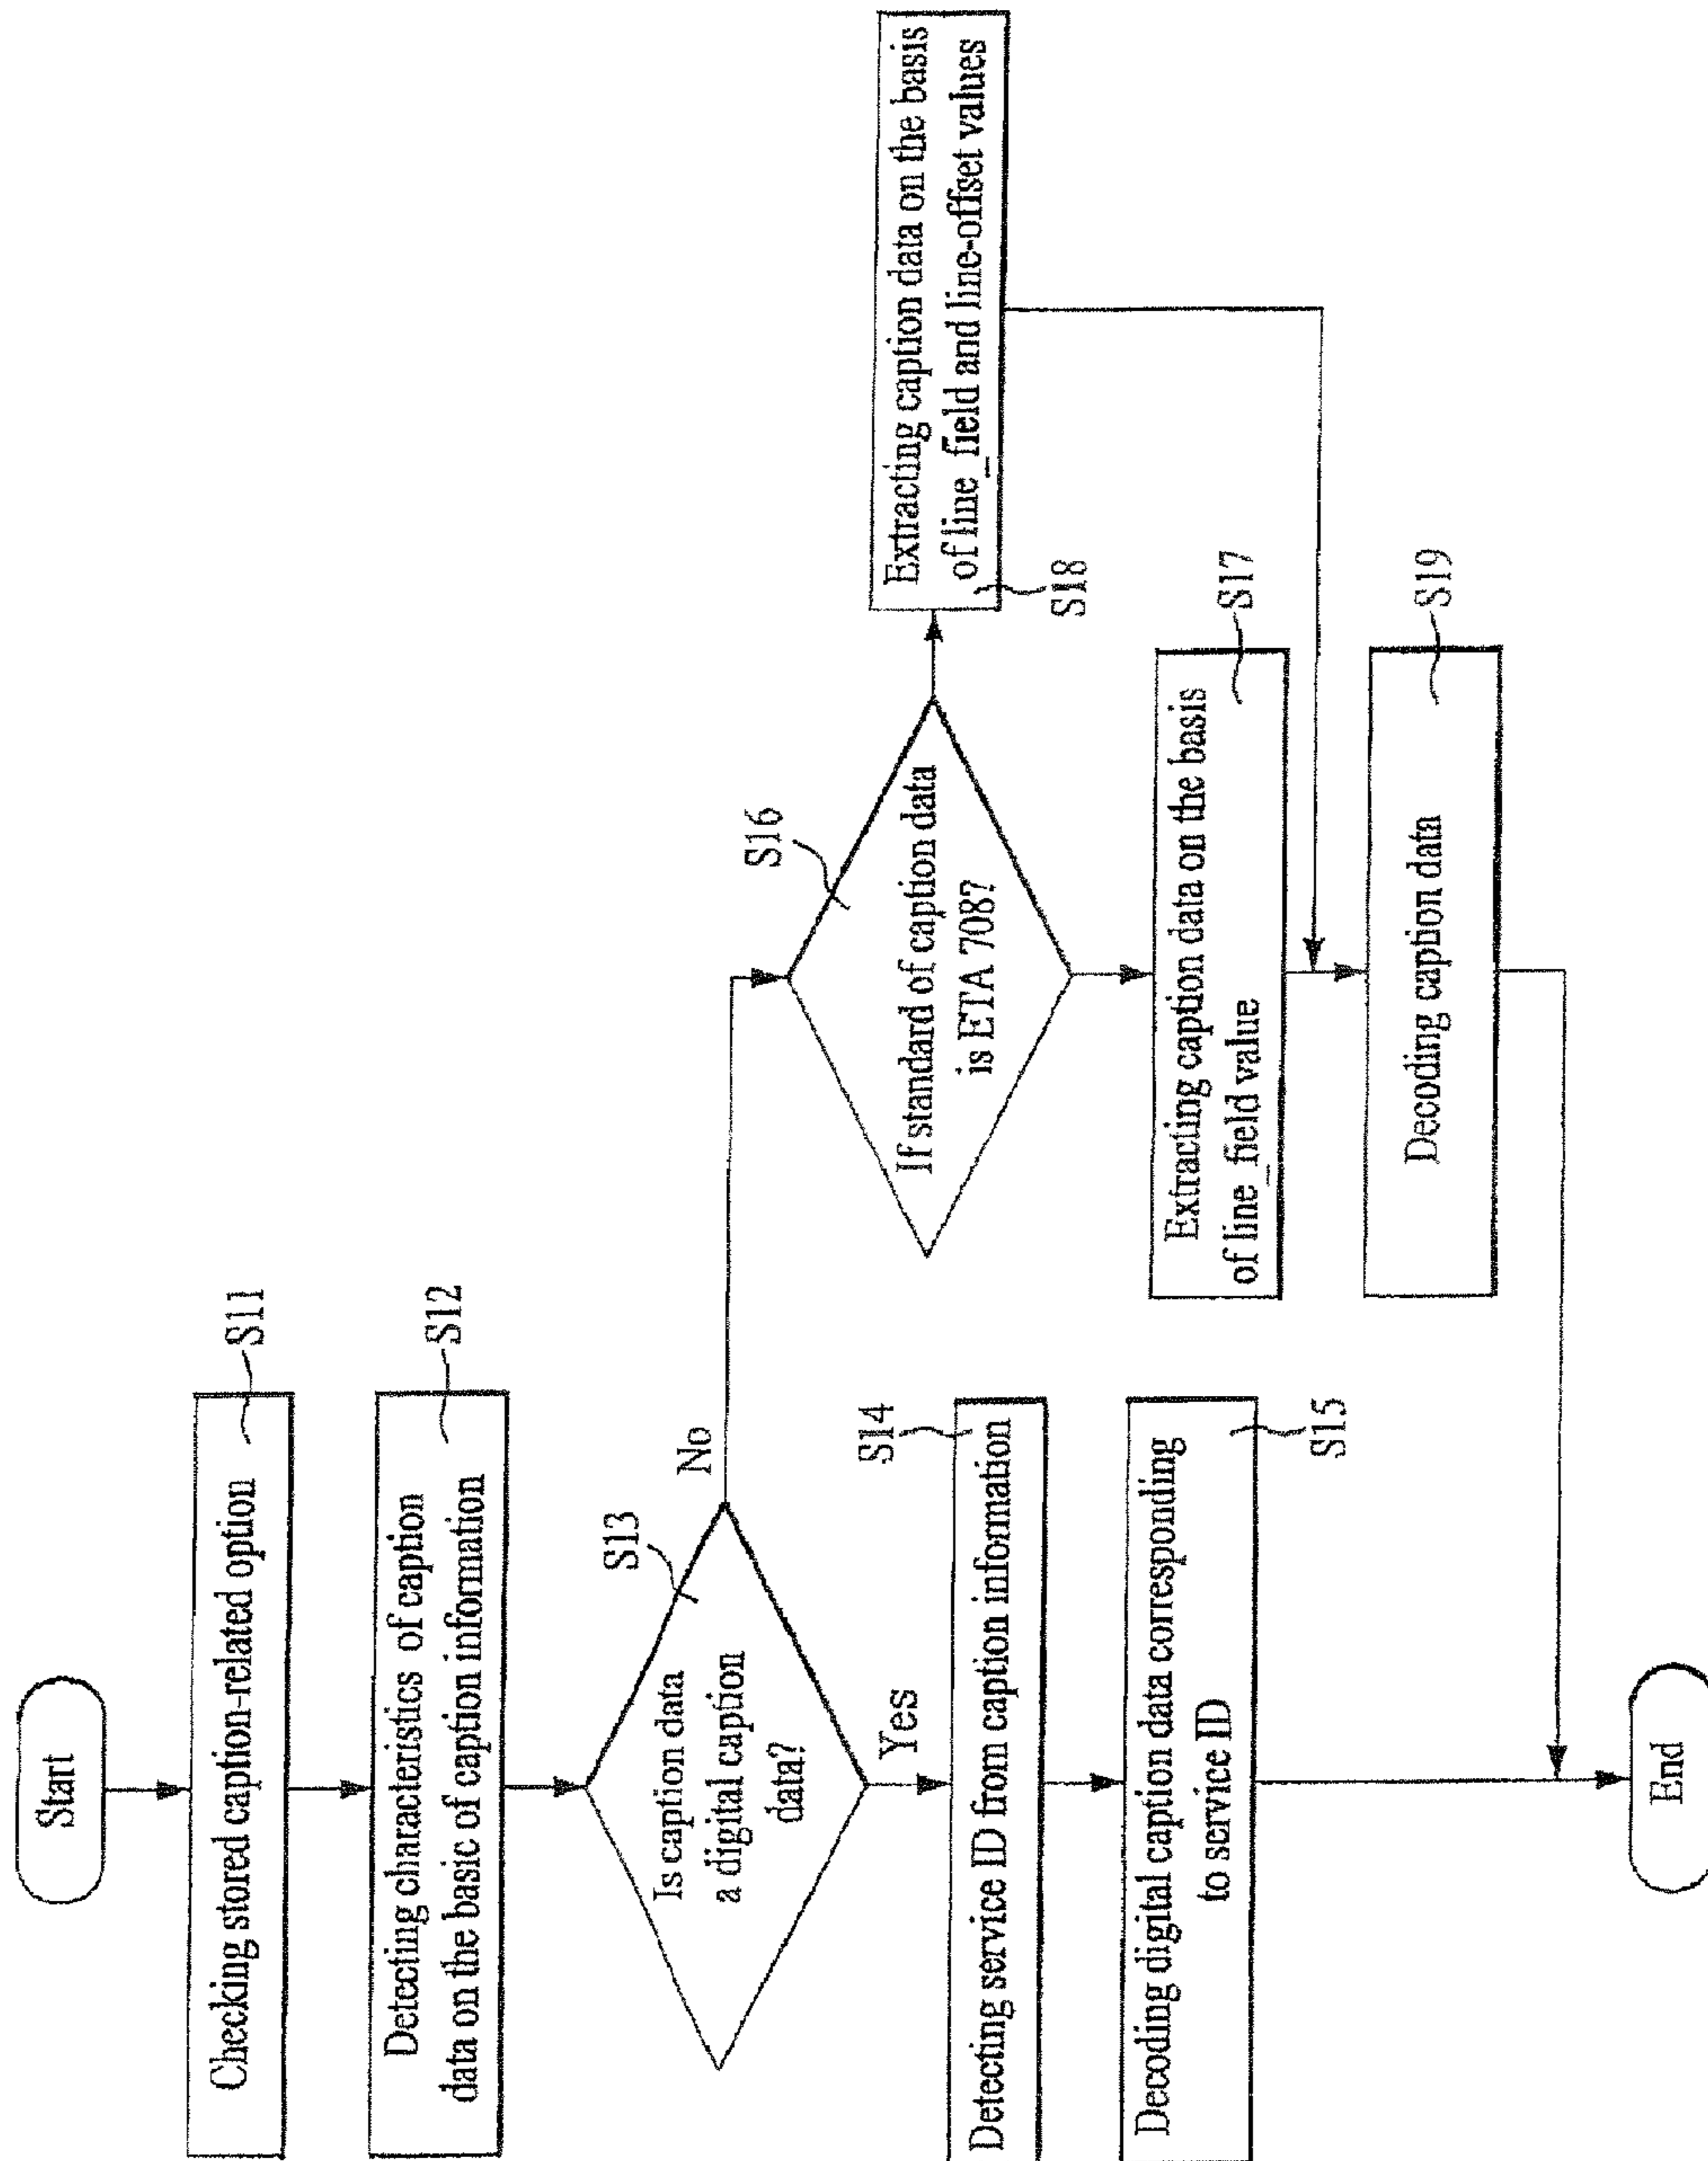 Start
Checking stored caption-related option
S11
Detecting characteristics of caption
data on the basic of caption information
S12
Is caption data
a digital caption
data?
S13
No
Yes
Detecting service ID from caption information
S14
Decoding digital caption data corresponding
to service ID
S15
If standard of caption data
is ETA 708?
S16
Extracting caption data on the basis
of line_field and line-offset values
S18
Extracting caption data on the basis
of line_field value
S17
Decoding caption data
S19
End